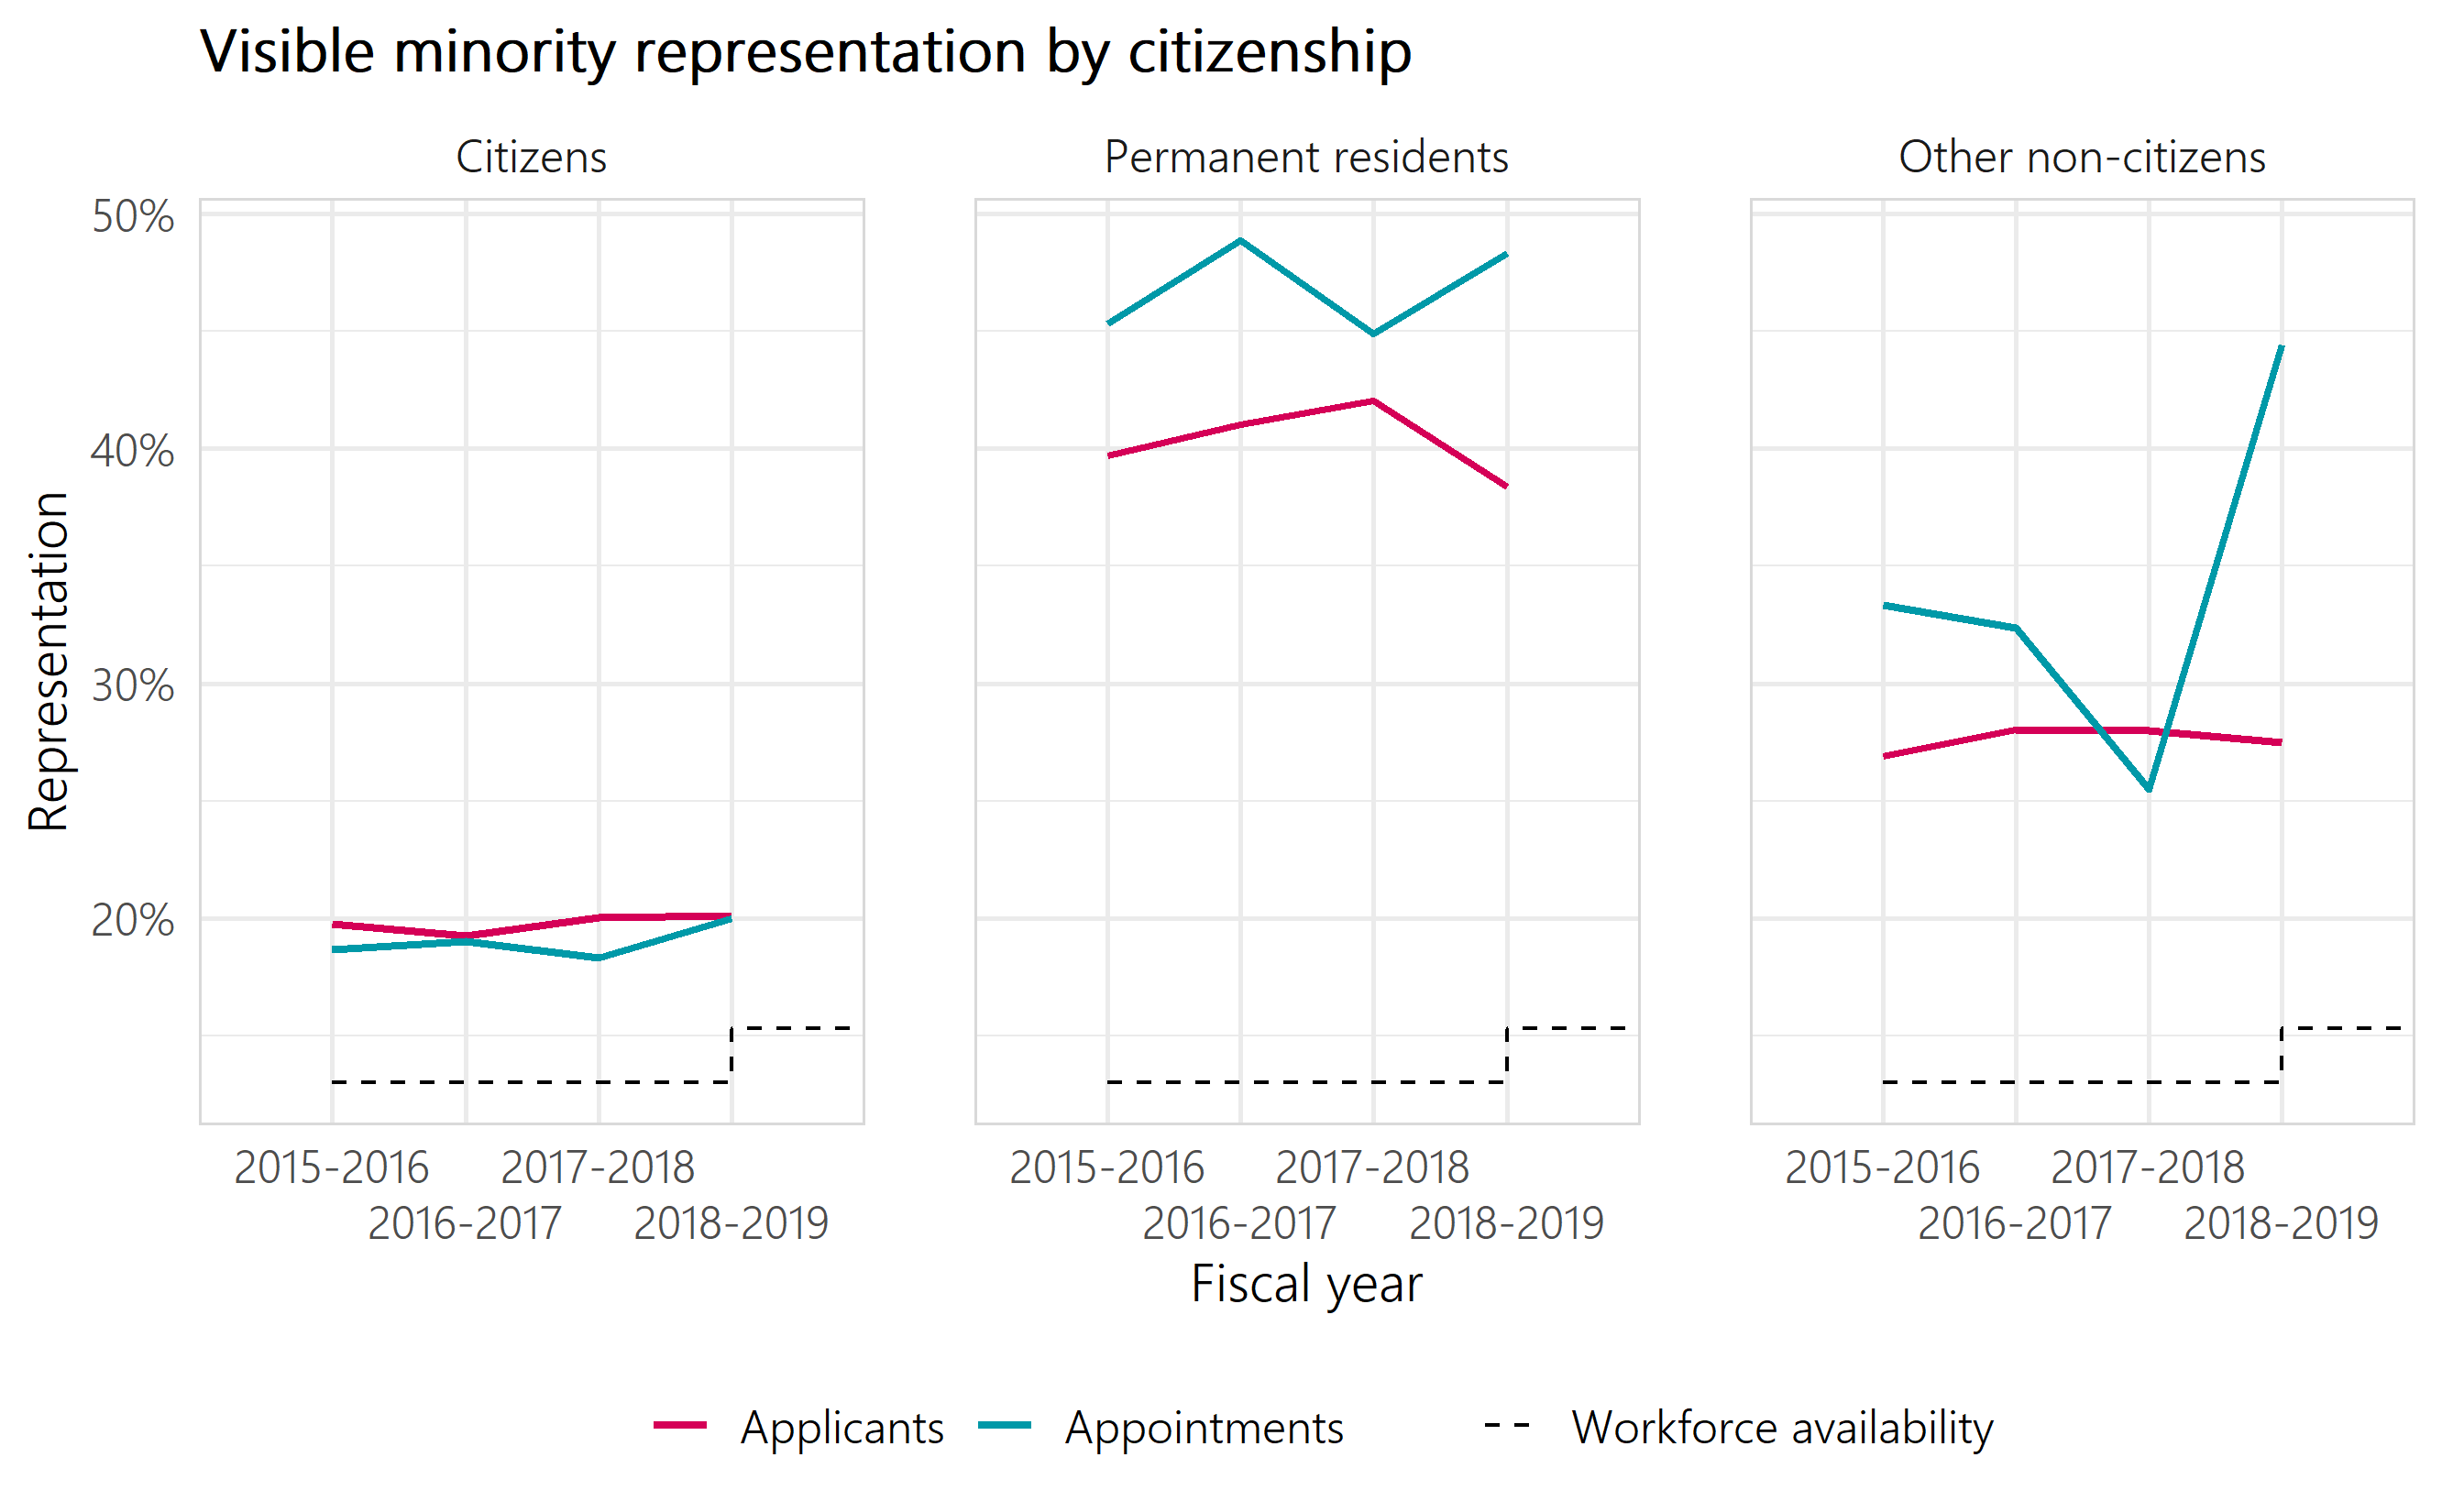 Visible minority representation by citizenship
Citizens
Permanent residents
Other non-citizens
50%
40%
30%
20%
Representation
2015-2016
2016-2017
2017-2018
2018-2019
2015-2016
2016-2017
2017-2018
2018-2019
2015-2016
2016-2017
2017-2018
2018-2019
Fiscal year
Applicants
Appointments
Workforce availability